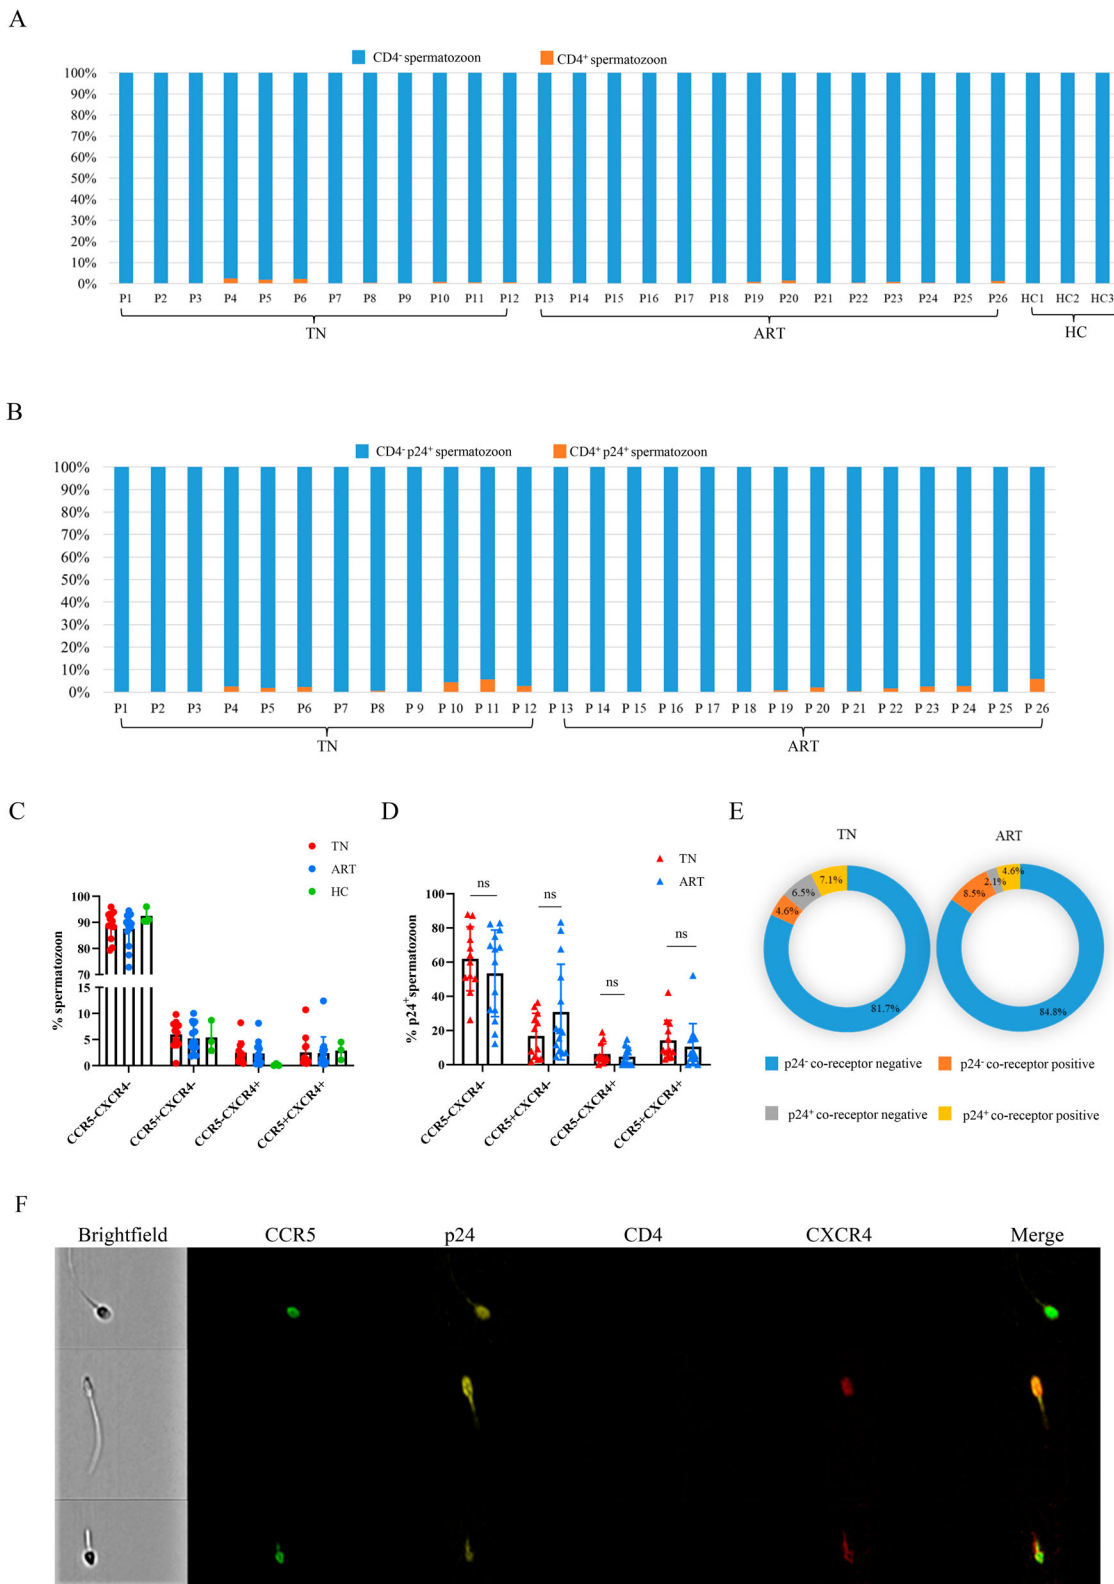 A
CD4⁻ spermatozoon CD4⁺ spermatozoon
100%
90%
80%
70%
60%
50%
40%
30%
20%
10%
0%
P1 P2 P3 P4 P5 P6 P7 P8 P9 P10 P11 P12 P13 P14 P15 P16 P17 P18 P19 P20 P21 P22 P23 P24 P25 P26 HC1 HC2 HC3
TN ART HC
B
CD4⁻ p24⁺ spermatozoon CD4⁺ p24⁺ spermatozoon
100%
90%
80%
70%
60%
50%
40%
30%
20%
10%
0%
P1 P2 P3 P4 P5 P6 P7 P8 P 9 P 10 P 11 P 12 P 13 P 14 P 15 P 16 P 17 P 18 P 19 P 20 P 21 P 22 P 23 P 24 P 25 P 26
TN ART
C
TN
ART
HC
% spermatozoon
100
90
80
70
15
10
5
0
CCR5-CXCR4- CCR5+CXCR4- CCR5-CXCR4+ CCR5+CXCR4+
D
TN
ART
% p24⁺ spermatozoon
100
80
60
40
20
0
ns ns ns ns
CCR5-CXCR4- CCR5+CXCR4- CCR5-CXCR4+ CCR5+CXCR4+
E
TN ART
7.1%
6.5%
4.6%
81.7%
4.6%
2.1%
8.5%
84.8%
p24⁻ co-receptor negative p24⁻ co-receptor positive
p24⁺ co-receptor negative p24⁺ co-receptor positive
F
Brightfield CCR5 p24 CD4 CXCR4 Merge